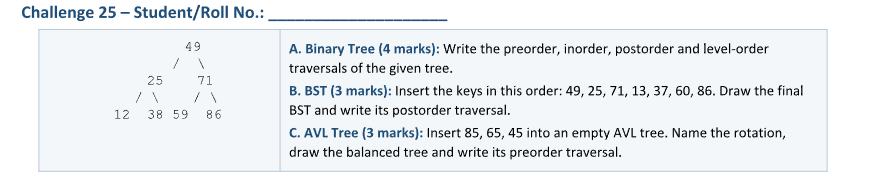 Challenge 25 – Student/Roll No.: ____________________
49
/ \
25 71
/ \ / \
12 38 59 86
A. Binary Tree (4 marks): Write the preorder, inorder, postorder and level-order
traversals of the given tree.
B. BST (3 marks): Insert the keys in this order: 49, 25, 71, 13, 37, 60, 86. Draw the final
BST and write its postorder traversal.
C. AVL Tree (3 marks): Insert 85, 65, 45 into an empty AVL tree. Name the rotation,
draw the balanced tree and write its preorder traversal.